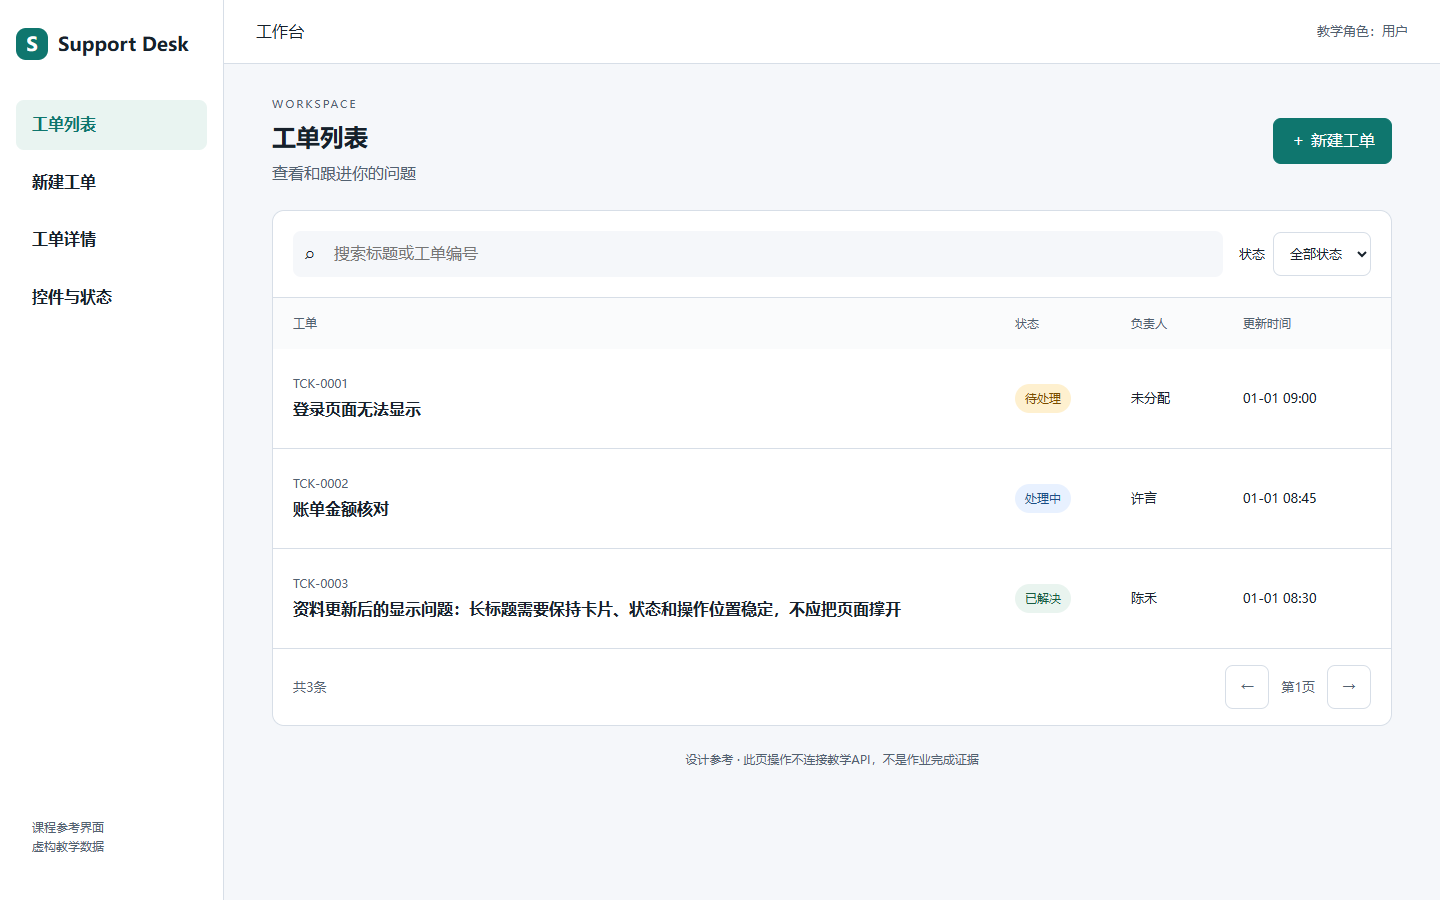 S Support Desk
工单列表
新建工单
工单详情
控件与状态
课程参考界面
虚构教学数据
工作台
教学角色：用户
WORKSPACE
工单列表
查看和跟进你的问题
+ 新建工单
搜索标题或工单编号
状态 全部状态
工单 状态 负责人 更新时间
TCK-0001
登录页面无法显示
待处理 未分配 01-01 09:00
TCK-0002
账单金额核对
处理中 许言 01-01 08:45
TCK-0003
资料更新后的显示问题：长标题需要保持卡片、状态和操作位置稳定，不应把页面撑开
已解决 陈禾 01-01 08:30
共3条
← 第1页 →
设计参考 · 此页操作不连接教学API，不是作业完成证据